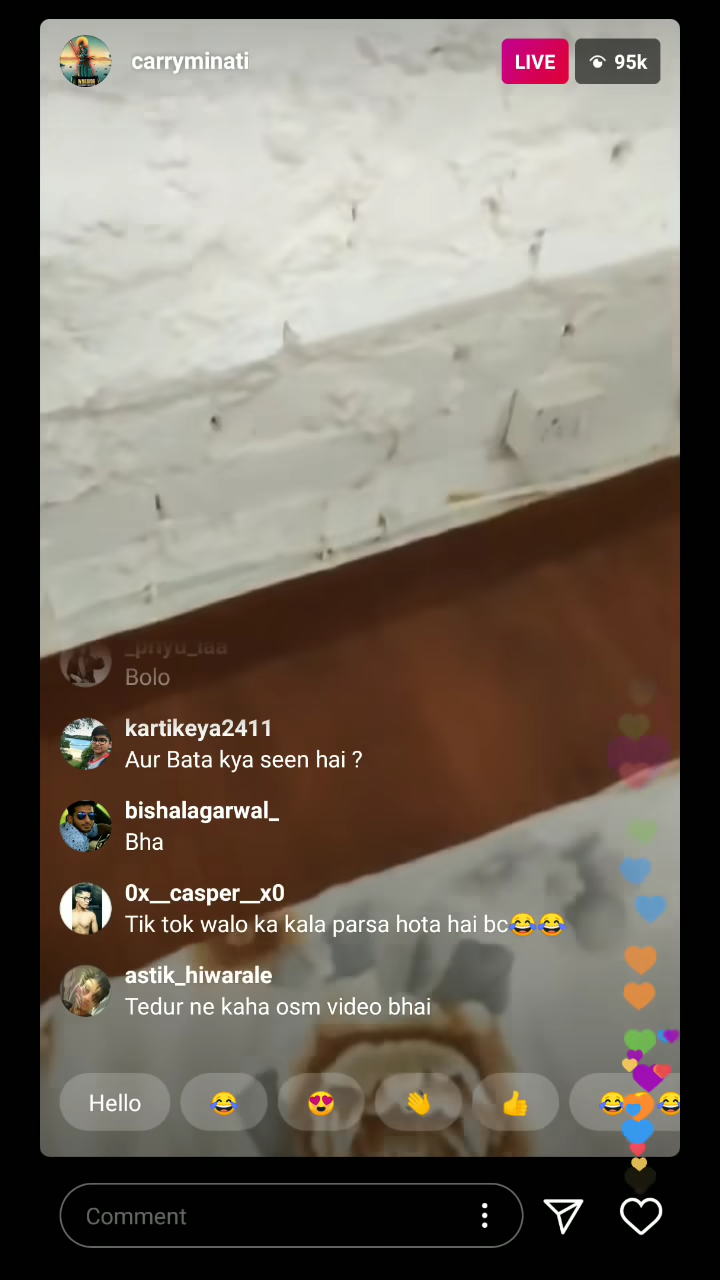 carryminati
LIVE
95k
_priyu_laa
Bolo
kartikeya2411
Aur Bata kya seen hai ?
bishalagarwal_
Bha
0x__casper__x0
Tik tok walo ka kala parsa hota hai bc😂😂
astik_hiwarale
Tedur ne kaha osm video bhai
Hello 😂 😍 👋 👍 😂 😂
Comment